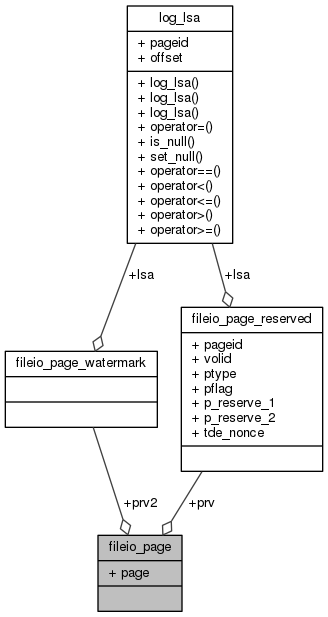 log_lsa
+ pageid
+ offset
+ log_lsa()
+ log_lsa()
+ log_lsa()
+ operator=()
+ is_null()
+ set_null()
+ operator==()
+ operator<()
+ operator<=()
+ operator>()
+ operator>=()
+lsa
+lsa
fileio_page_watermark
fileio_page_reserved
+ pageid
+ volid
+ ptype
+ pflag
+ p_reserve_1
+ p_reserve_2
+ tde_nonce
+prv2
+prv
fileio_page
+ page